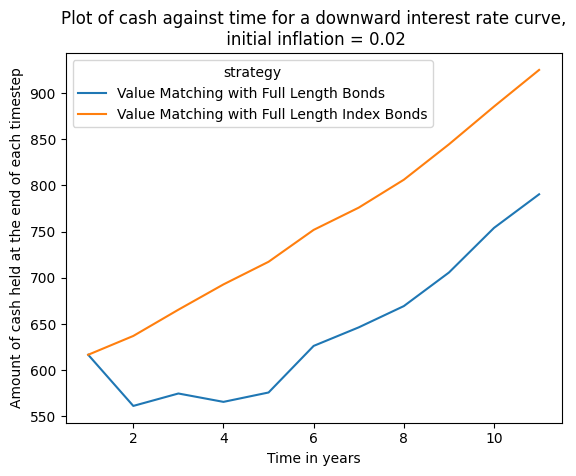 Plot of cash against time for a downward interest rate curve,
initial inflation = 0.02
Amount of cash held at the end of each timestep
strategy
Value Matching with Full Length Bonds
Value Matching with Full Length Index Bonds
900
850
800
750
700
650
600
550
2
4
6
8
10
Time in years